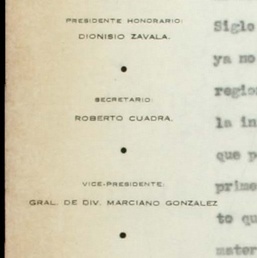 PRESIDENTE HONORARIO:
DIONISIO ZAVALA.
SECRETARIO:
ROBERTO CUADRA.
VICE-PRESIDENTE:
GRAL. DE DIV. MARCIANO GONZALEZ
Siglo
ya no
region
la in
que p
prime
to qu
mater